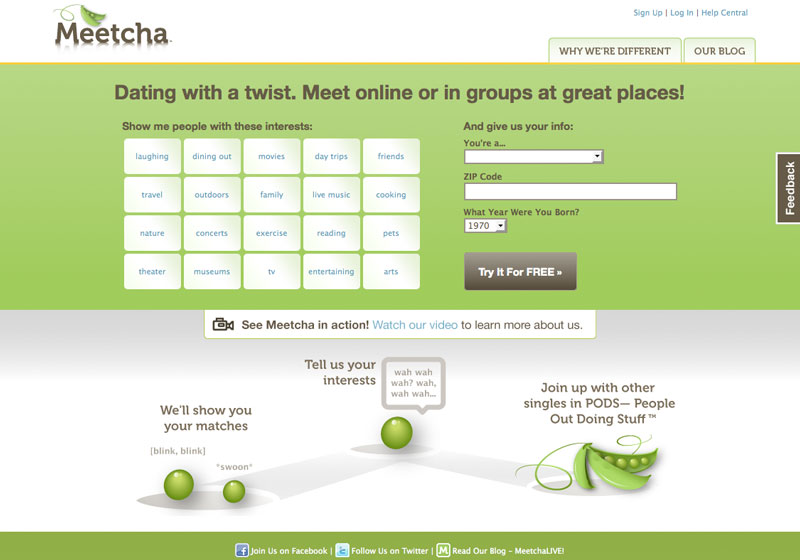 Meetcha™
Sign Up | Log In | Help Central
WHY WE'RE DIFFERENT
OUR BLOG
Dating with a twist. Meet online or in groups at great places!
Show me people with these interests:
laughing
dining out
movies
day trips
friends
travel
outdoors
family
live music
cooking
nature
concerts
exercise
reading
pets
theater
museums
tv
entertaining
arts
And give us your info:
You're a...
ZIP Code
What Year Were You Born?
1970
Try It For FREE »
Feedback
See Meetcha in action! Watch our video to learn more about us.
We'll show you
your matches
[blink, blink]
*swoon*
Tell us your
interests
wah wah
wah? wah,
wah wah...
Join up with other
singles in PODS— People
Out Doing Stuff ™
Join Us on Facebook | Follow Us on Twitter | M Read Our Blog – MeetchaLIVE!